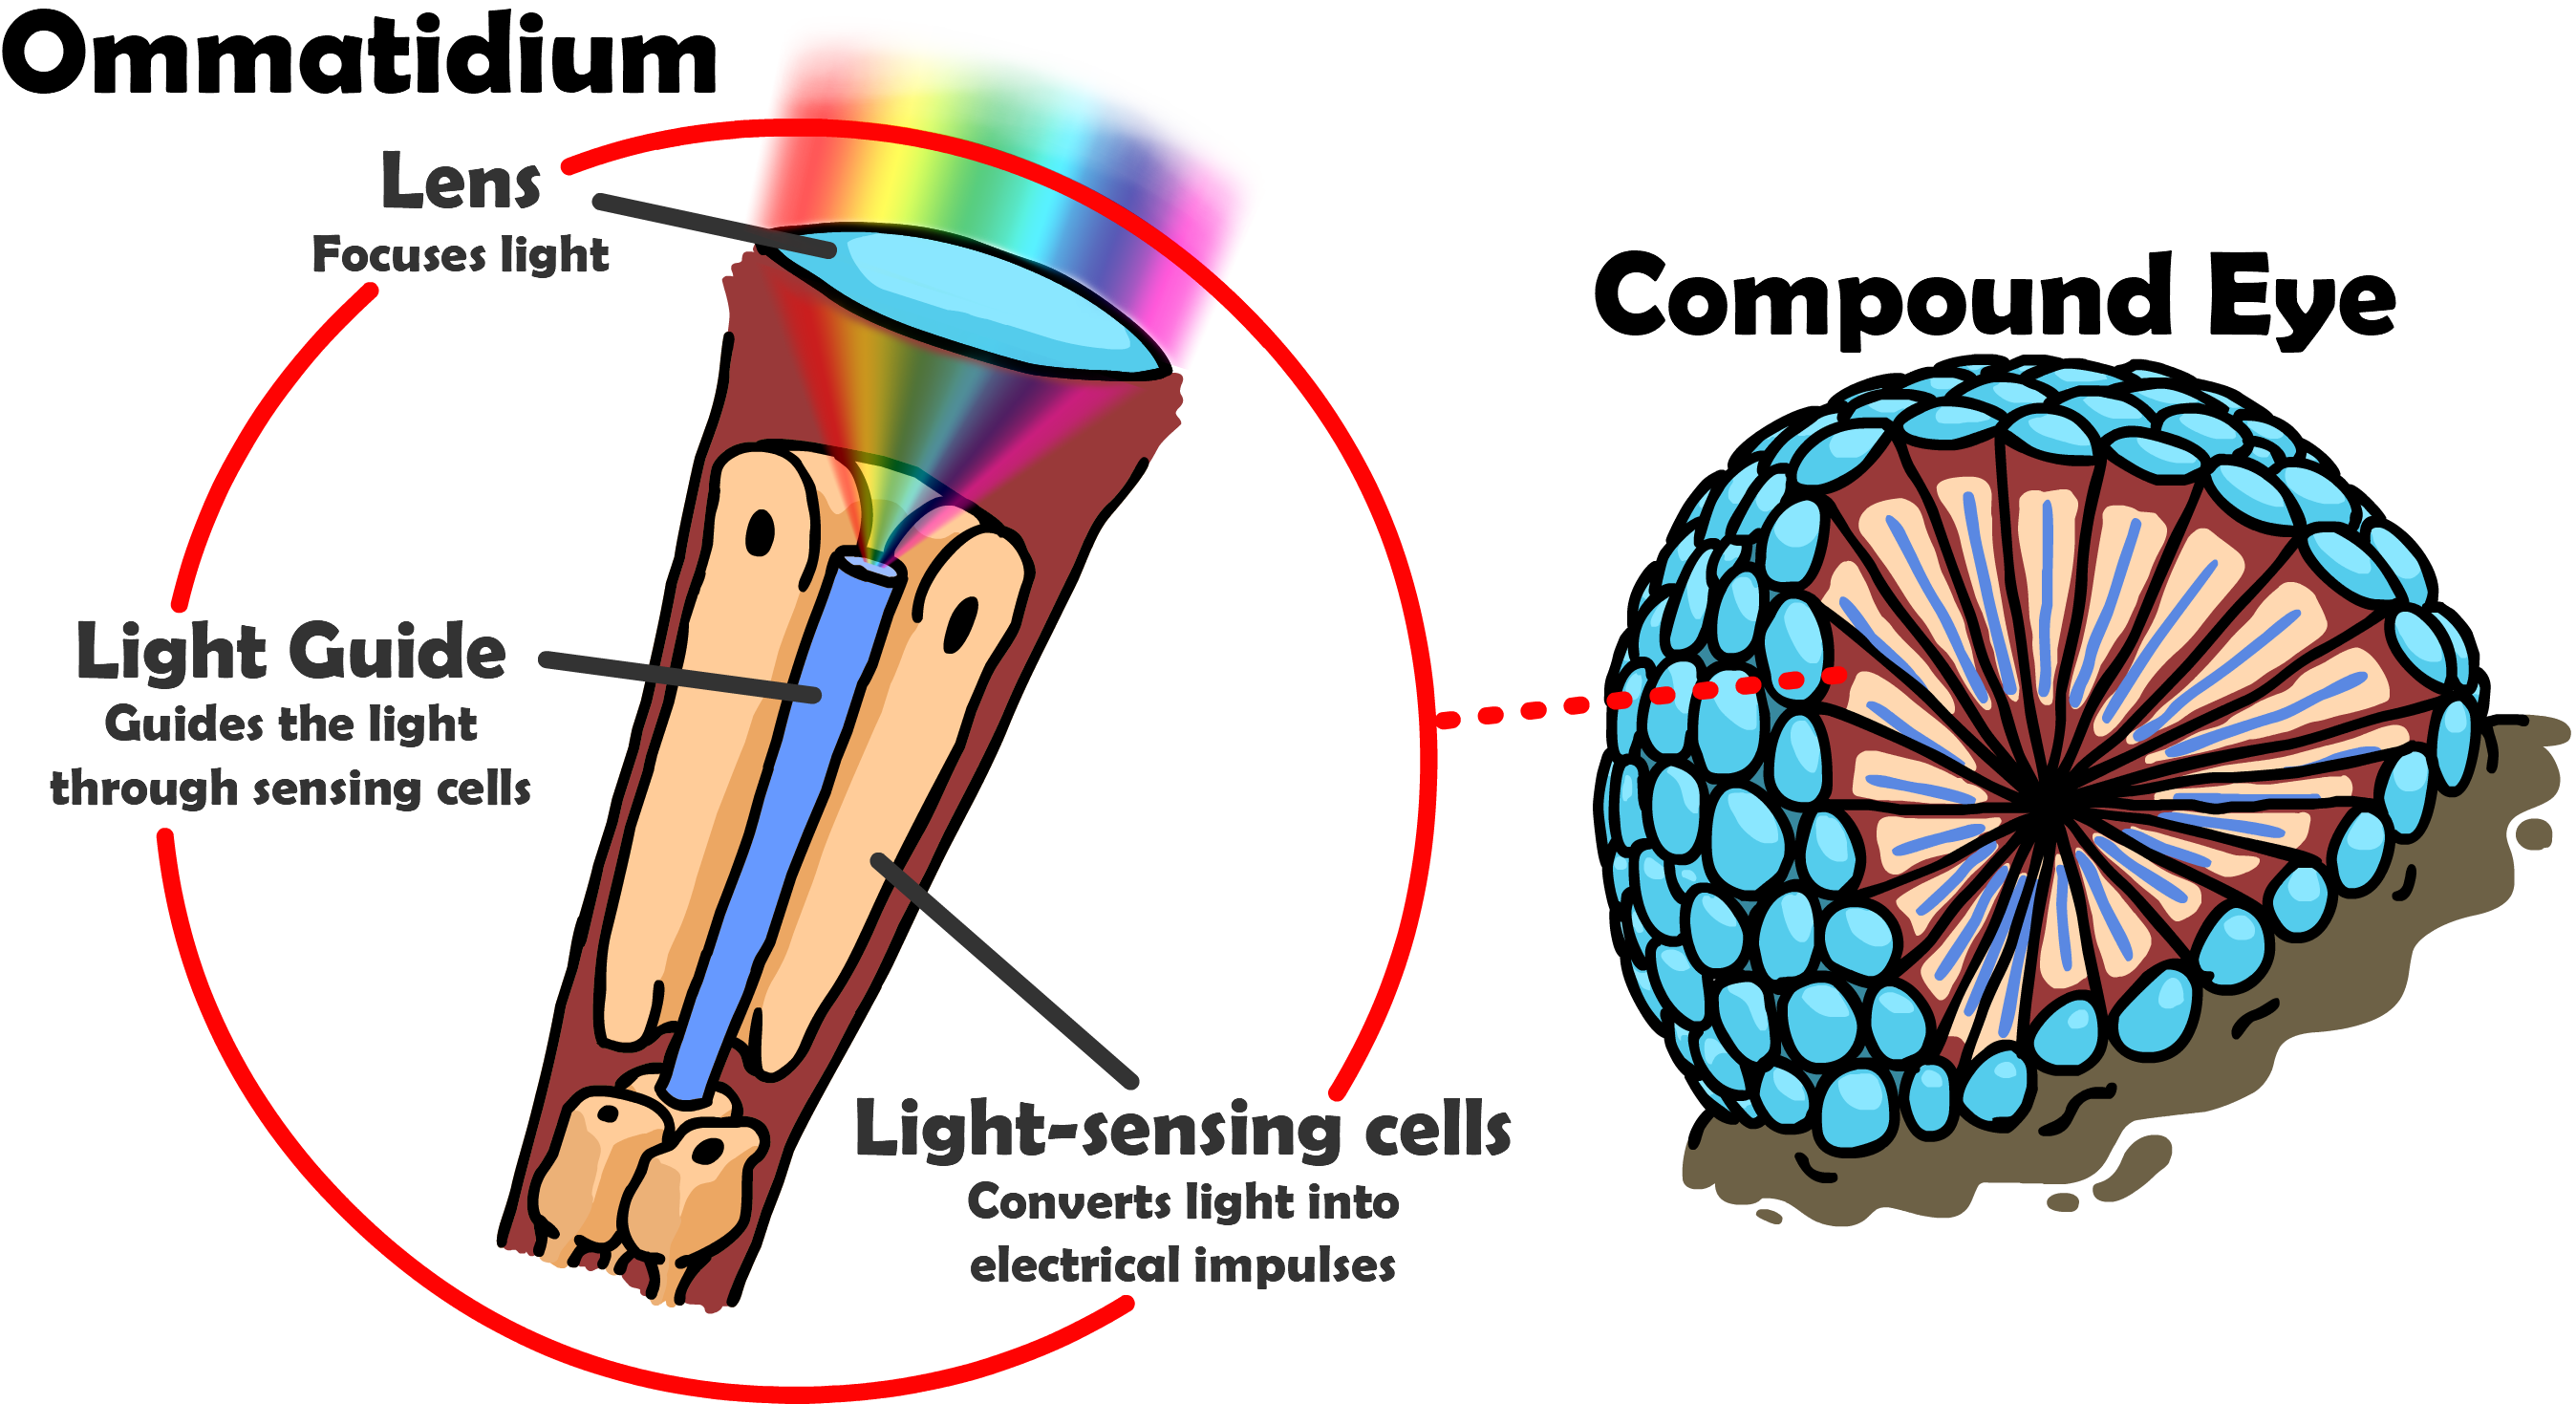 Ommatidium
Lens
Focuses light
Compound Eye
Light Guide
Guides the light
through sensing cells
Light-sensing cells
Converts light into
electrical impulses